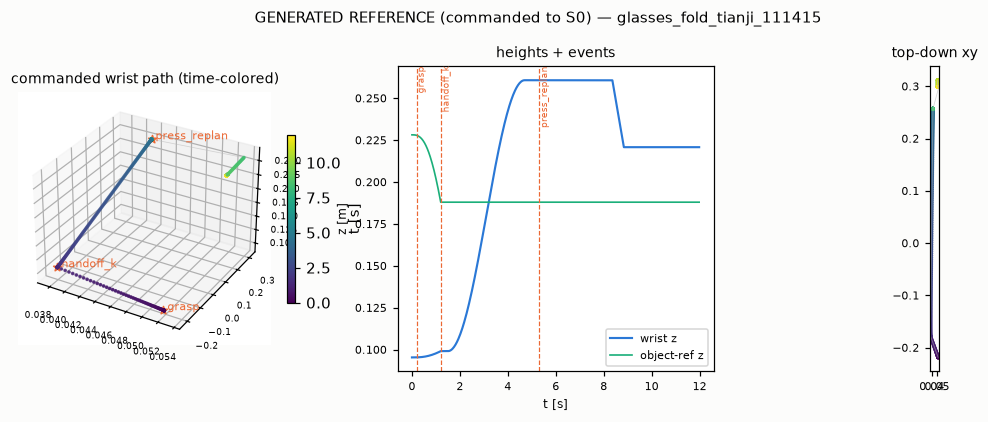 GENERATED REFERENCE (commanded to S0) — glasses_fold_tianji_111415
commanded wrist path (time-colored)
press_replan
handoff_k
grasp
0.038
0.040
0.042
0.044
0.046
0.048
0.050
0.052
0.054
−0.2
−0.1
0.0
0.1
0.2
0.3
10.0
7.5
5.0
2.5
0.0
t [s]
heights + events
z [m]
0.250
0.225
0.200
0.175
0.150
0.125
0.100
grasp
handoff_k
press_replan
wrist z
object-ref z
0
2
4
6
8
10
12
t [s]
top-down xy
0.3
0.2
0.1
0.0
−0.1
−0.2